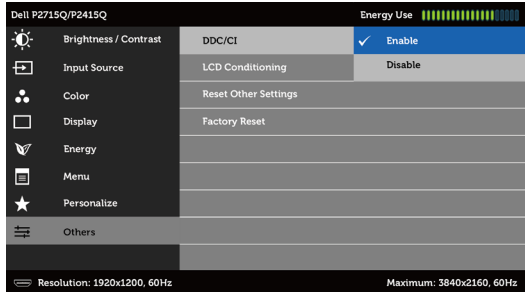 Dell P2715Q/P2415Q Energy Use
Brightness / Contrast DDC/CI Enable
Input Source LCD Conditioning Disable
Color Reset Other Settings
Display Factory Reset
Energy
Menu
Personalize
Others
Resolution: 1920x1200, 60Hz Maximum: 3840x2160, 60Hz